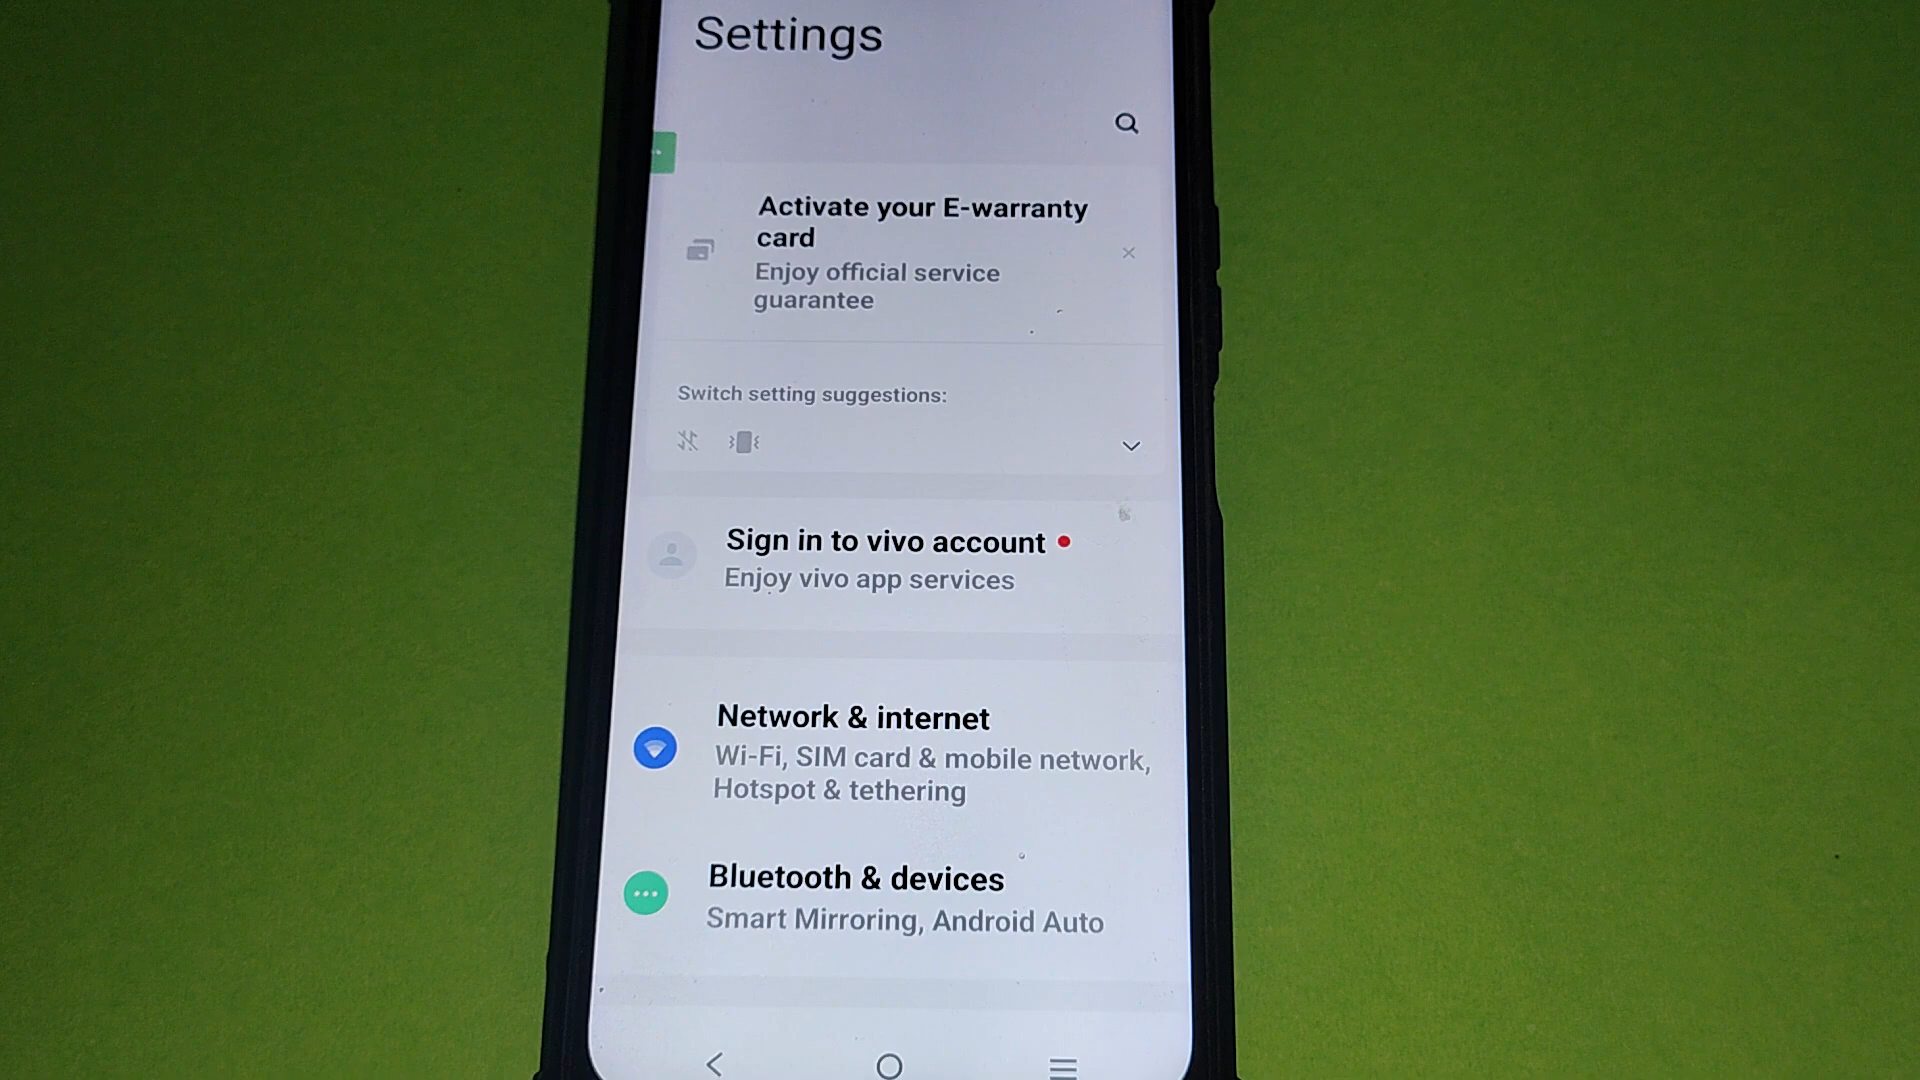 Settings
Activate your E-warranty
card
Enjoy official service
guarantee
Switch setting suggestions:
Sign in to vivo account
Enjoy vivo app services
Network & internet
Wi-Fi, SIM card & mobile network,
Hotspot & tethering
Bluetooth & devices
Smart Mirroring, Android Auto